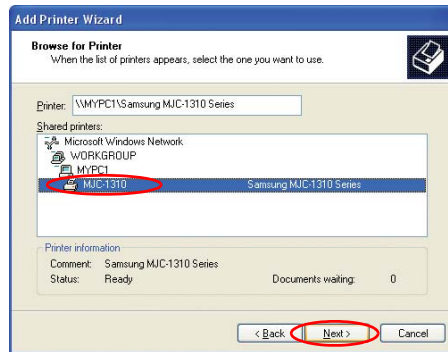 Add Printer Wizard
Browse for Printer
When the list of printers appears, select the one you want to use.
Printer: \\MYPC1\Samsung MJC-1310 Series
Shared printers:
Microsoft Windows Network
WORKGROUP
MYPC1
MJC-1310 Samsung MJC-1310 Series
Printer information
Comment: Samsung MJC-1310 Series
Status: Ready Documents waiting: 0
< Back Next > Cancel